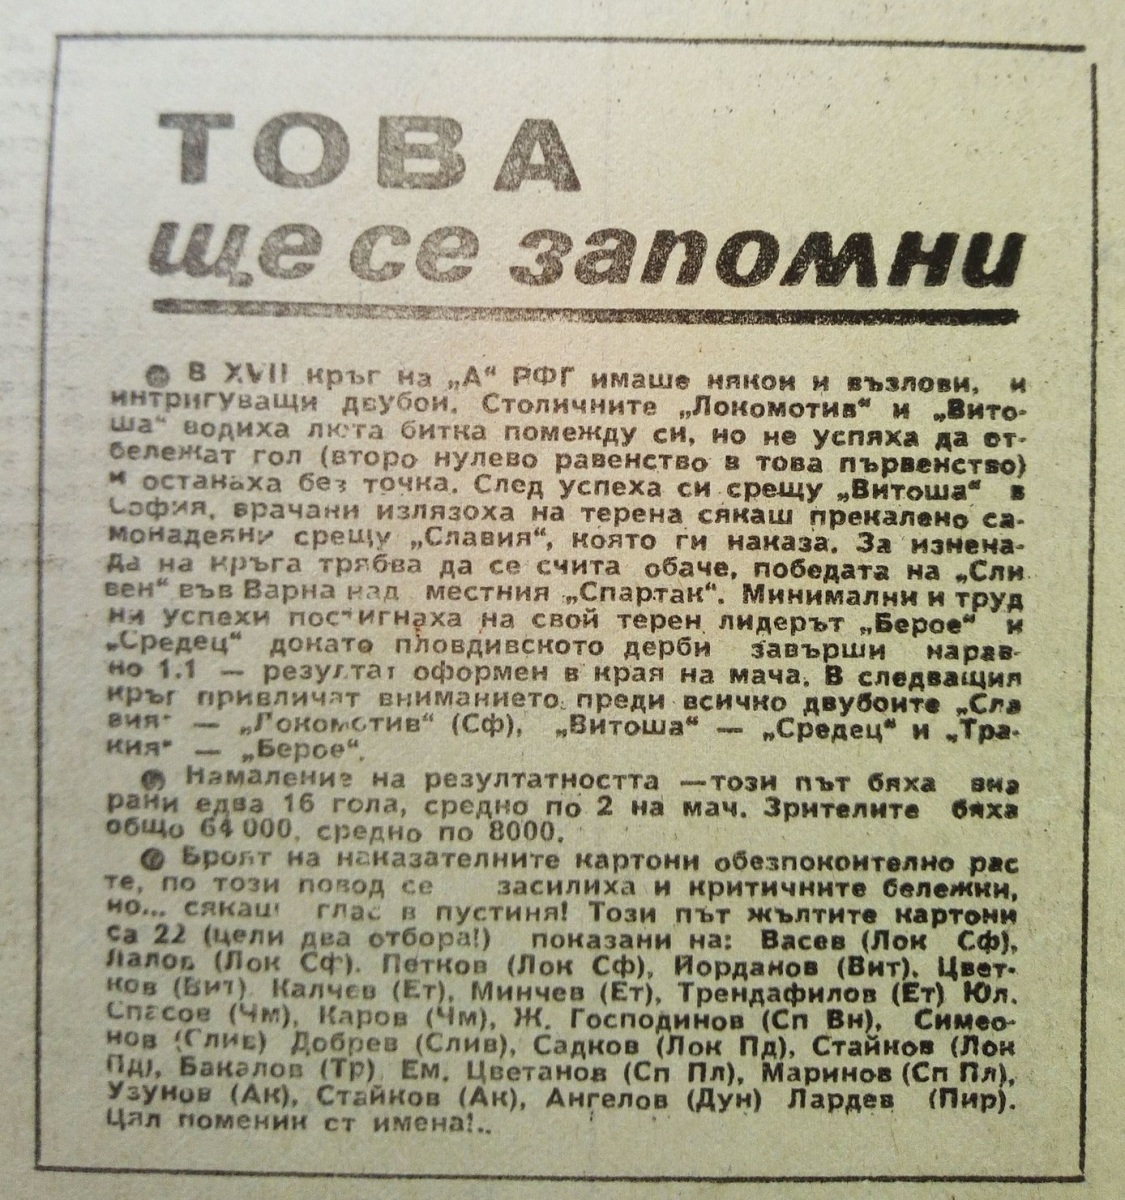 ТОВА
ще се запомни
● В XVII кръг на „А“ РФГ имаше някои и възлови, и
интригуващи двубои. Столичните „Локомотив“ и „Вито-
ша“ водиха люта битка помежду си, но не успяха да от-
бележат гол (второ нулево равенство в това първенство)
и останаха без точка. След успеха си срещу „Витоша“ в
София, врачани излязоха на терена сякаш прекалено са-
монадеяни срещу „Славия“, която ги наказа. За изнена-
да на кръга трябва да се счита обаче, победата на „Сли
вен“ във Варна над местния „Спартак“. Минимални и труд
ни успехи постигнаха на свой терен лидерът „Берое“ и
„Средец“ докато пловдивското дерби завърши нарав-
но 1.1 — резултат оформен в края на мача. В следващия
кръг привличат вниманието преди всичко двубоите „Сла
вия“ — „Локомотив“ (Сф), „Витоша“ — „Средец“ и „Тра-
кия“ — „Берое“.
● Намаление на резултатността —този път бяха вка
рани едва 16 гола, средно по 2 на мач. Зрителите бяха
общо 64 000, средно по 8000.
● Броят на наказателните картони обезпокоително рас
те, по този повод се засилиха и критичните бележки,
но... сякаш глас в пустиня! Този път жълтите картони
са 22 (цели два отбора!) показани на: Васев (Лок Сф),
Лалов (Лок Сф). Петков (Лок Сф), Йорданов (Вит). Цвет-
ков (Вит) Калчев (Ет), Минчев (Ет), Трендафилов (Ет) Юл.
Спасов (Чм), Каров (Чм), Ж. Господинов (Сп Вн), Симео-
нов (Слив) Добрев (Слив), Садков (Лок Пд), Стайков (Лок
Пд), Бакалов (Тр) Ем. Цветанов (Сп Пл), Маринов (Сп Пл),
Узунов (Ак), Стайков (Ак), Ангелов (Дун) Лардев (Пир).
Цял поменик от имена!..